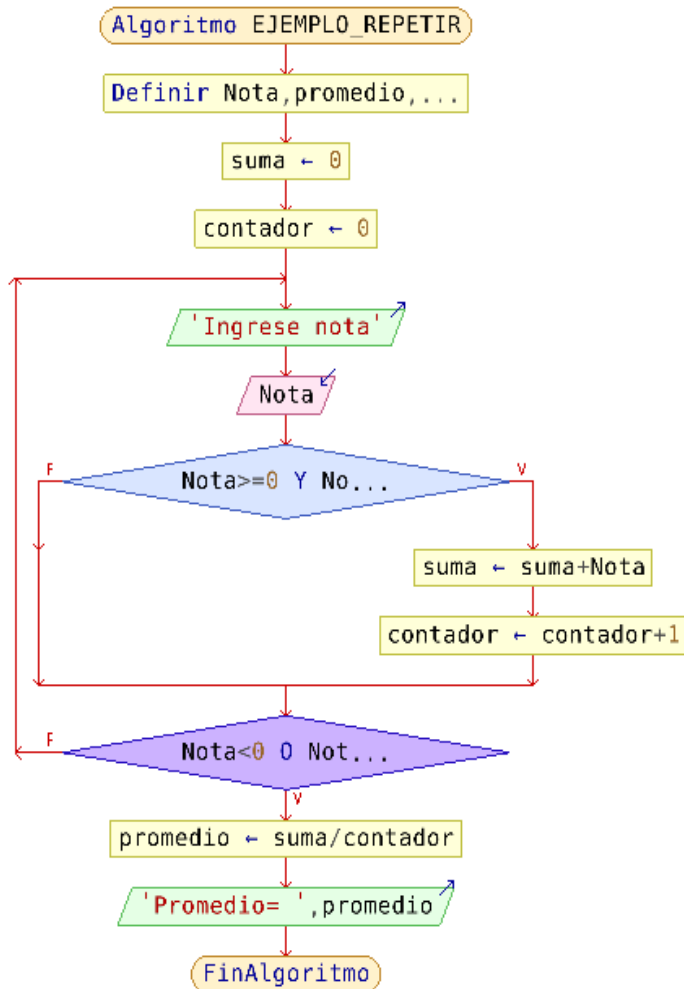 Algoritmo EJEMPLO_REPETIR
Definir Nota,promedio,...
suma ← 0
contador ← 0
'Ingrese nota'
Nota
F
Nota>=0 Y No...
V
suma ← suma+Nota
contador ← contador+1
F
Nota<0 O Not...
V
promedio ← suma/contador
'Promedio= ',promedio
FinAlgoritmo